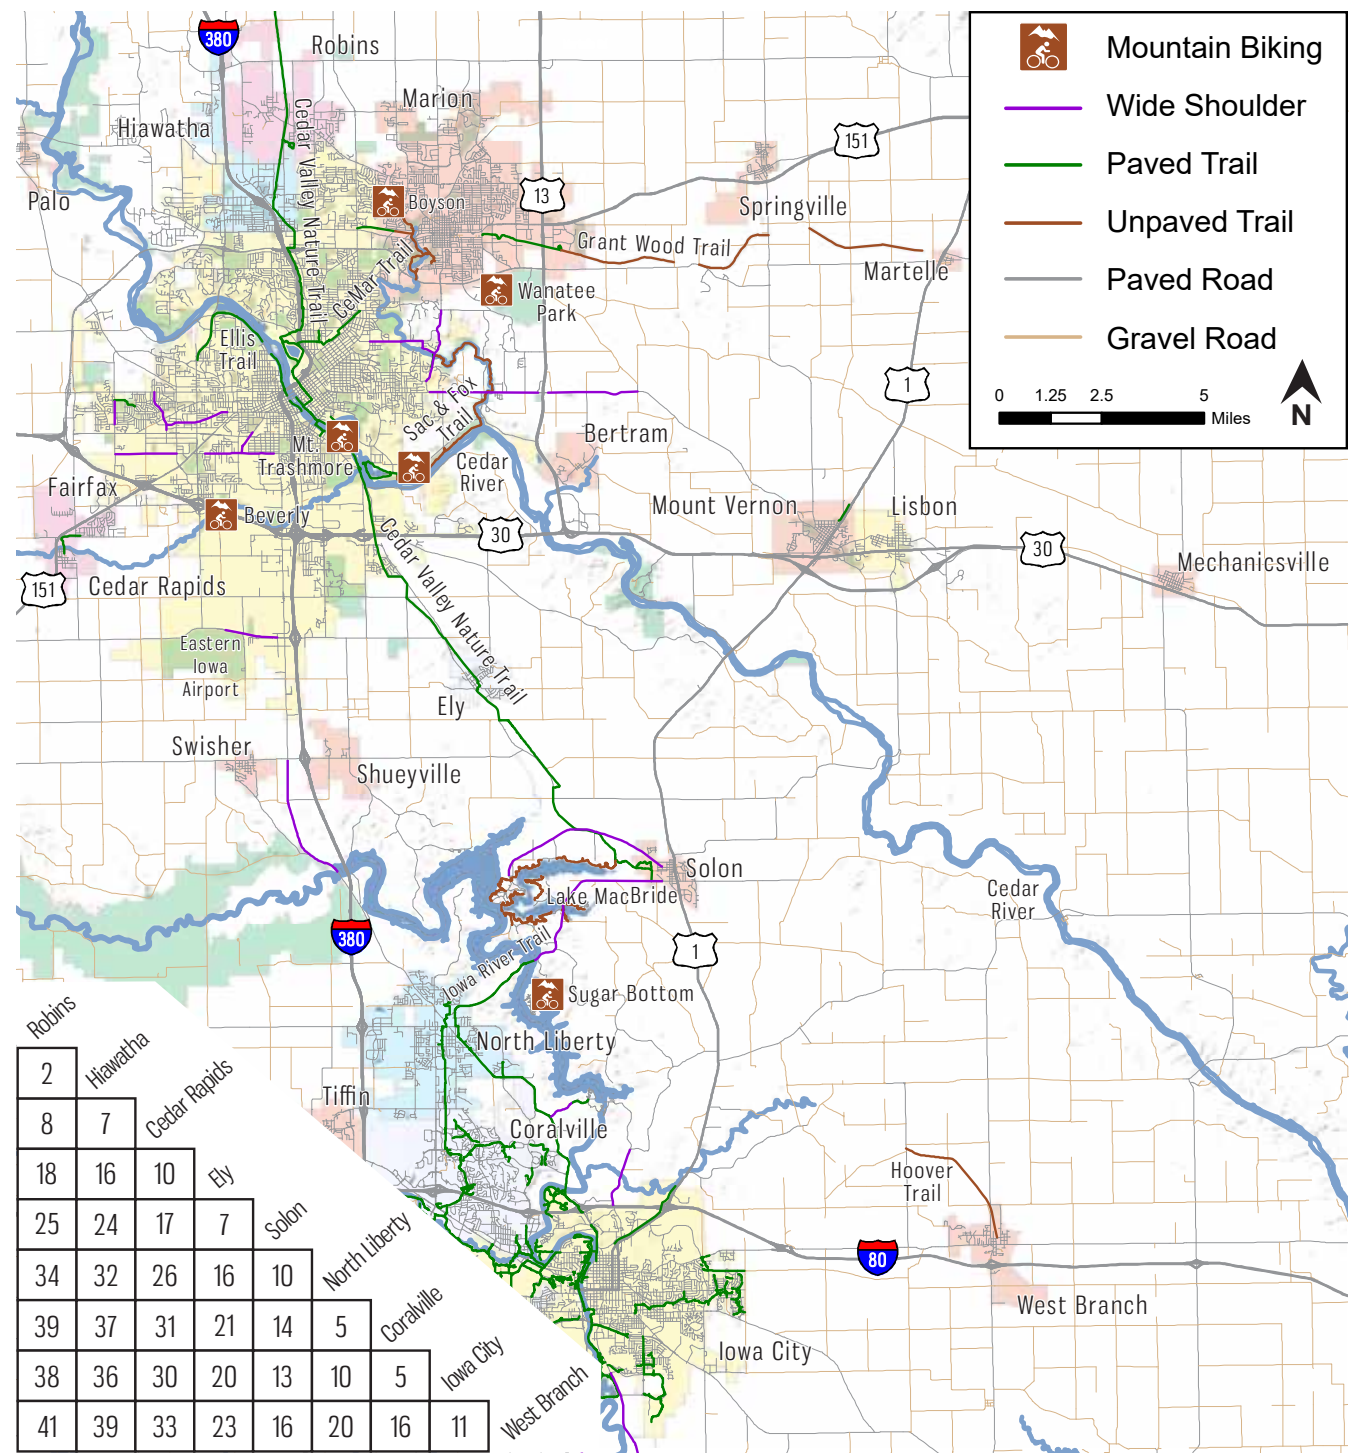 380
Robins
Mountain Biking
Wide Shoulder
Paved Trail
Unpaved Trail
Paved Road
Gravel Road
0 1.25 2.5 5
Miles
N
Marion
Hiawatha
Cedar Valley Nature Trail
151
Palo
Boyson
13
Springville
Grant Wood Trail
Martelle
CeMar Trail
Wanatee
Park
Ellis
Trail
1
Sac & Fox
Trail
Bertram
Mt.
Trashmore
Cedar
River
Fairfax
Beverly
Mount Vernon
Lisbon
30
30
Mechanicsville
151
Cedar Rapids
Cedar Valley Nature Trail
Eastern
Iowa
Airport
Ely
Swisher
Shueyville
Solon
Lake MacBride
Cedar
River
380
Iowa River Trail
1
Sugar Bottom
North Liberty
Tiffin
Coralville
Hoover
Trail
80
West Branch
Iowa City
Robins
2 Hiawatha
8 7 Cedar Rapids
18 16 10 Ely
25 24 17 7 Solon
34 32 26 16 10 North Liberty
39 37 31 21 14 5 Coralville
38 36 30 20 13 10 5 Iowa City
41 39 33 23 16 20 16 11 West Branch